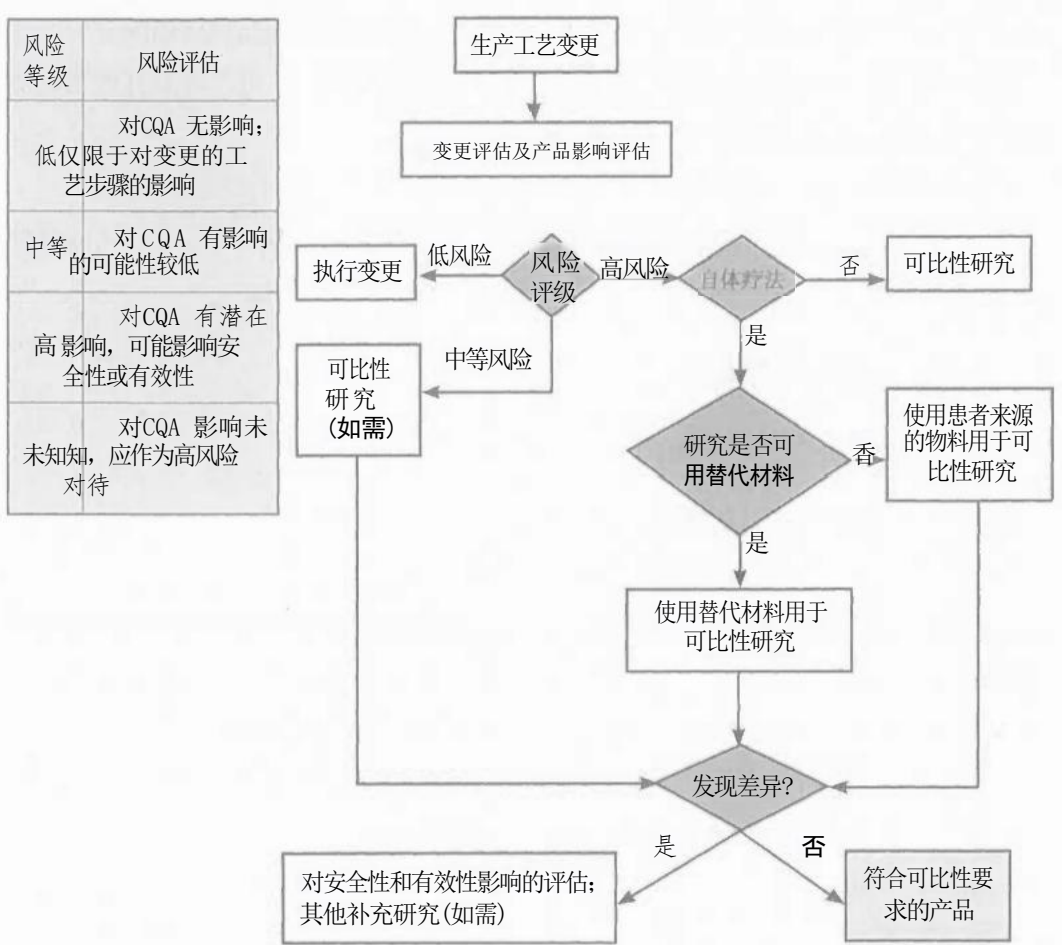 风险
等级
风险评估
对CQA 无影响；
低仅限于对变更的工
艺步骤的影响
中等 对CQA 有影响
的可能性较低
对CQA 有潜在
高影响，可能影响安
全性或有效性
对CQA 影响未
未知知，应作为高风险
对待
生产工艺变更
变更评估及产品影响评估
执行变更
低风险
风险
评级
高风险
自体疗法
否
可比性研究
中等风险
是
可比性
研究
(如需)
研究是否可
用替代材料
否
使用患者来源
的物料用于可
比性研究
是
使用替代材料用于
可比性研究
发现差异?
是
否
对安全性和有效性影响的评估；
其他补充研究(如需)
符合可比性要
求的产品